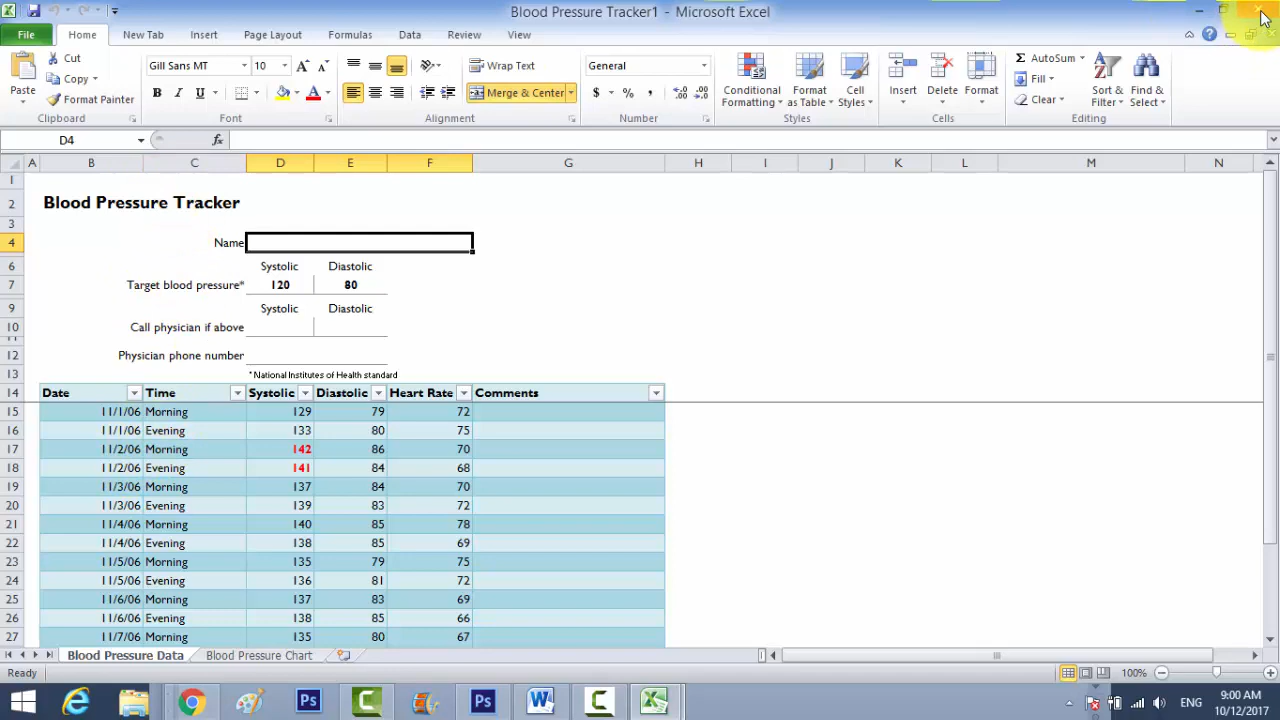 Blood Pressure Tracker1 - Microsoft Excel
File Home New Tab Insert Page Layout Formulas Data Review View
Paste Cut Copy Format Painter Clipboard
Gill Sans MT 10 A A B I U A Font
Wrap Text Merge & Center Alignment
General $ % , .0 .00 .00 .0 Number
Conditional Formatting Format as Table Cell Styles Styles
Insert Delete Format Cells
Σ AutoSum Fill Clear Sort & Filter Find & Select Editing
D4 fx
A B C D E F G H I J K L M N
1
2 Blood Pressure Tracker
3
4 Name
6 Systolic Diastolic
7 Target blood pressure* 120 80
9 Systolic Diastolic
10 Call physician if above
11
12 Physician phone number
13 * National Institutes of Health standard
14 Date Time Systolic Diastolic Heart Rate Comments
15 11/1/06 Morning 129 79 72
16 11/1/06 Evening 133 80 75
17 11/2/06 Morning 142 86 70
18 11/2/06 Evening 141 84 68
19 11/3/06 Morning 137 84 70
20 11/3/06 Evening 139 83 72
21 11/4/06 Morning 140 85 78
22 11/4/06 Evening 138 85 69
23 11/5/06 Morning 135 79 75
24 11/5/06 Evening 136 81 72
25 11/6/06 Morning 137 83 69
26 11/6/06 Evening 138 85 66
27 11/7/06 Morning 135 80 67
Blood Pressure Data Blood Pressure Chart
Ready 100%
Ps Ps W C ENG 9:00 AM
10/12/2017